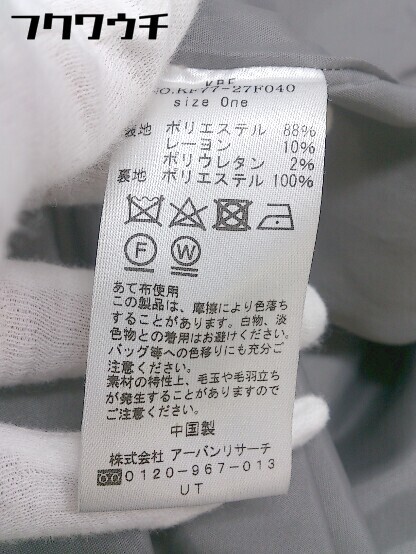 フクワウチ
KBF
NO.KF77-27F040
size One
表地 ポリエステル 88%
レーヨン 10%
ポリウレタン 2%
裏地 ポリエステル 100%
F W
あて布使用
この製品は、摩擦により色落ち
することがあります。白物、淡
色物との着用はお避けください。
バッグ等への色移りにも充分ご
注意ください。
素材の特性上、毛玉や毛羽立ち
が発生することがありますので
ご注意ください。
中国製
株式会社 アーバンリサーチ
0120-967-013
UT